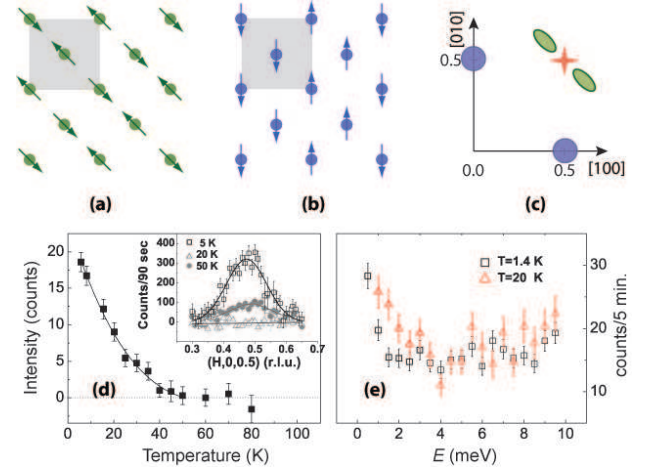 [010]
0.5
0.0
0.5
[100]
(a)
(b)
(c)
20
15
10
5
0
Intensity (counts)
0
20
40
60
80
100
Temperature (K)
(d)
400
300
200
100
0
Counts/90 sec
5 K
20 K
50 K
0.3
0.4
0.5
0.6
0.7
(H,0,0.5) (r.l.u.)
T=1.4 K
T=20 K
30
20
10
counts/5 min.
(e)
0
2
4
6
8
10
E (meV)